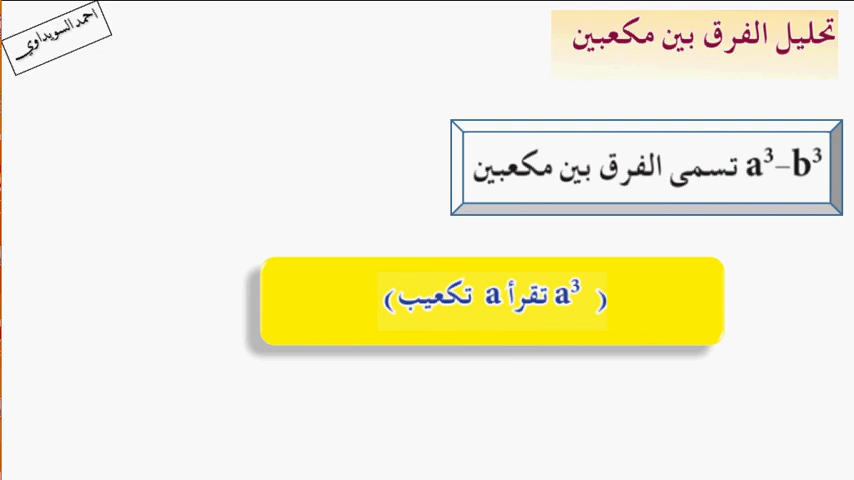 احمد السويداوي
تحليل الفرق بين مكعبين
a³–b³ تسمى الفرق بين مكعبين
( a³ تقرأ a تكعيب)